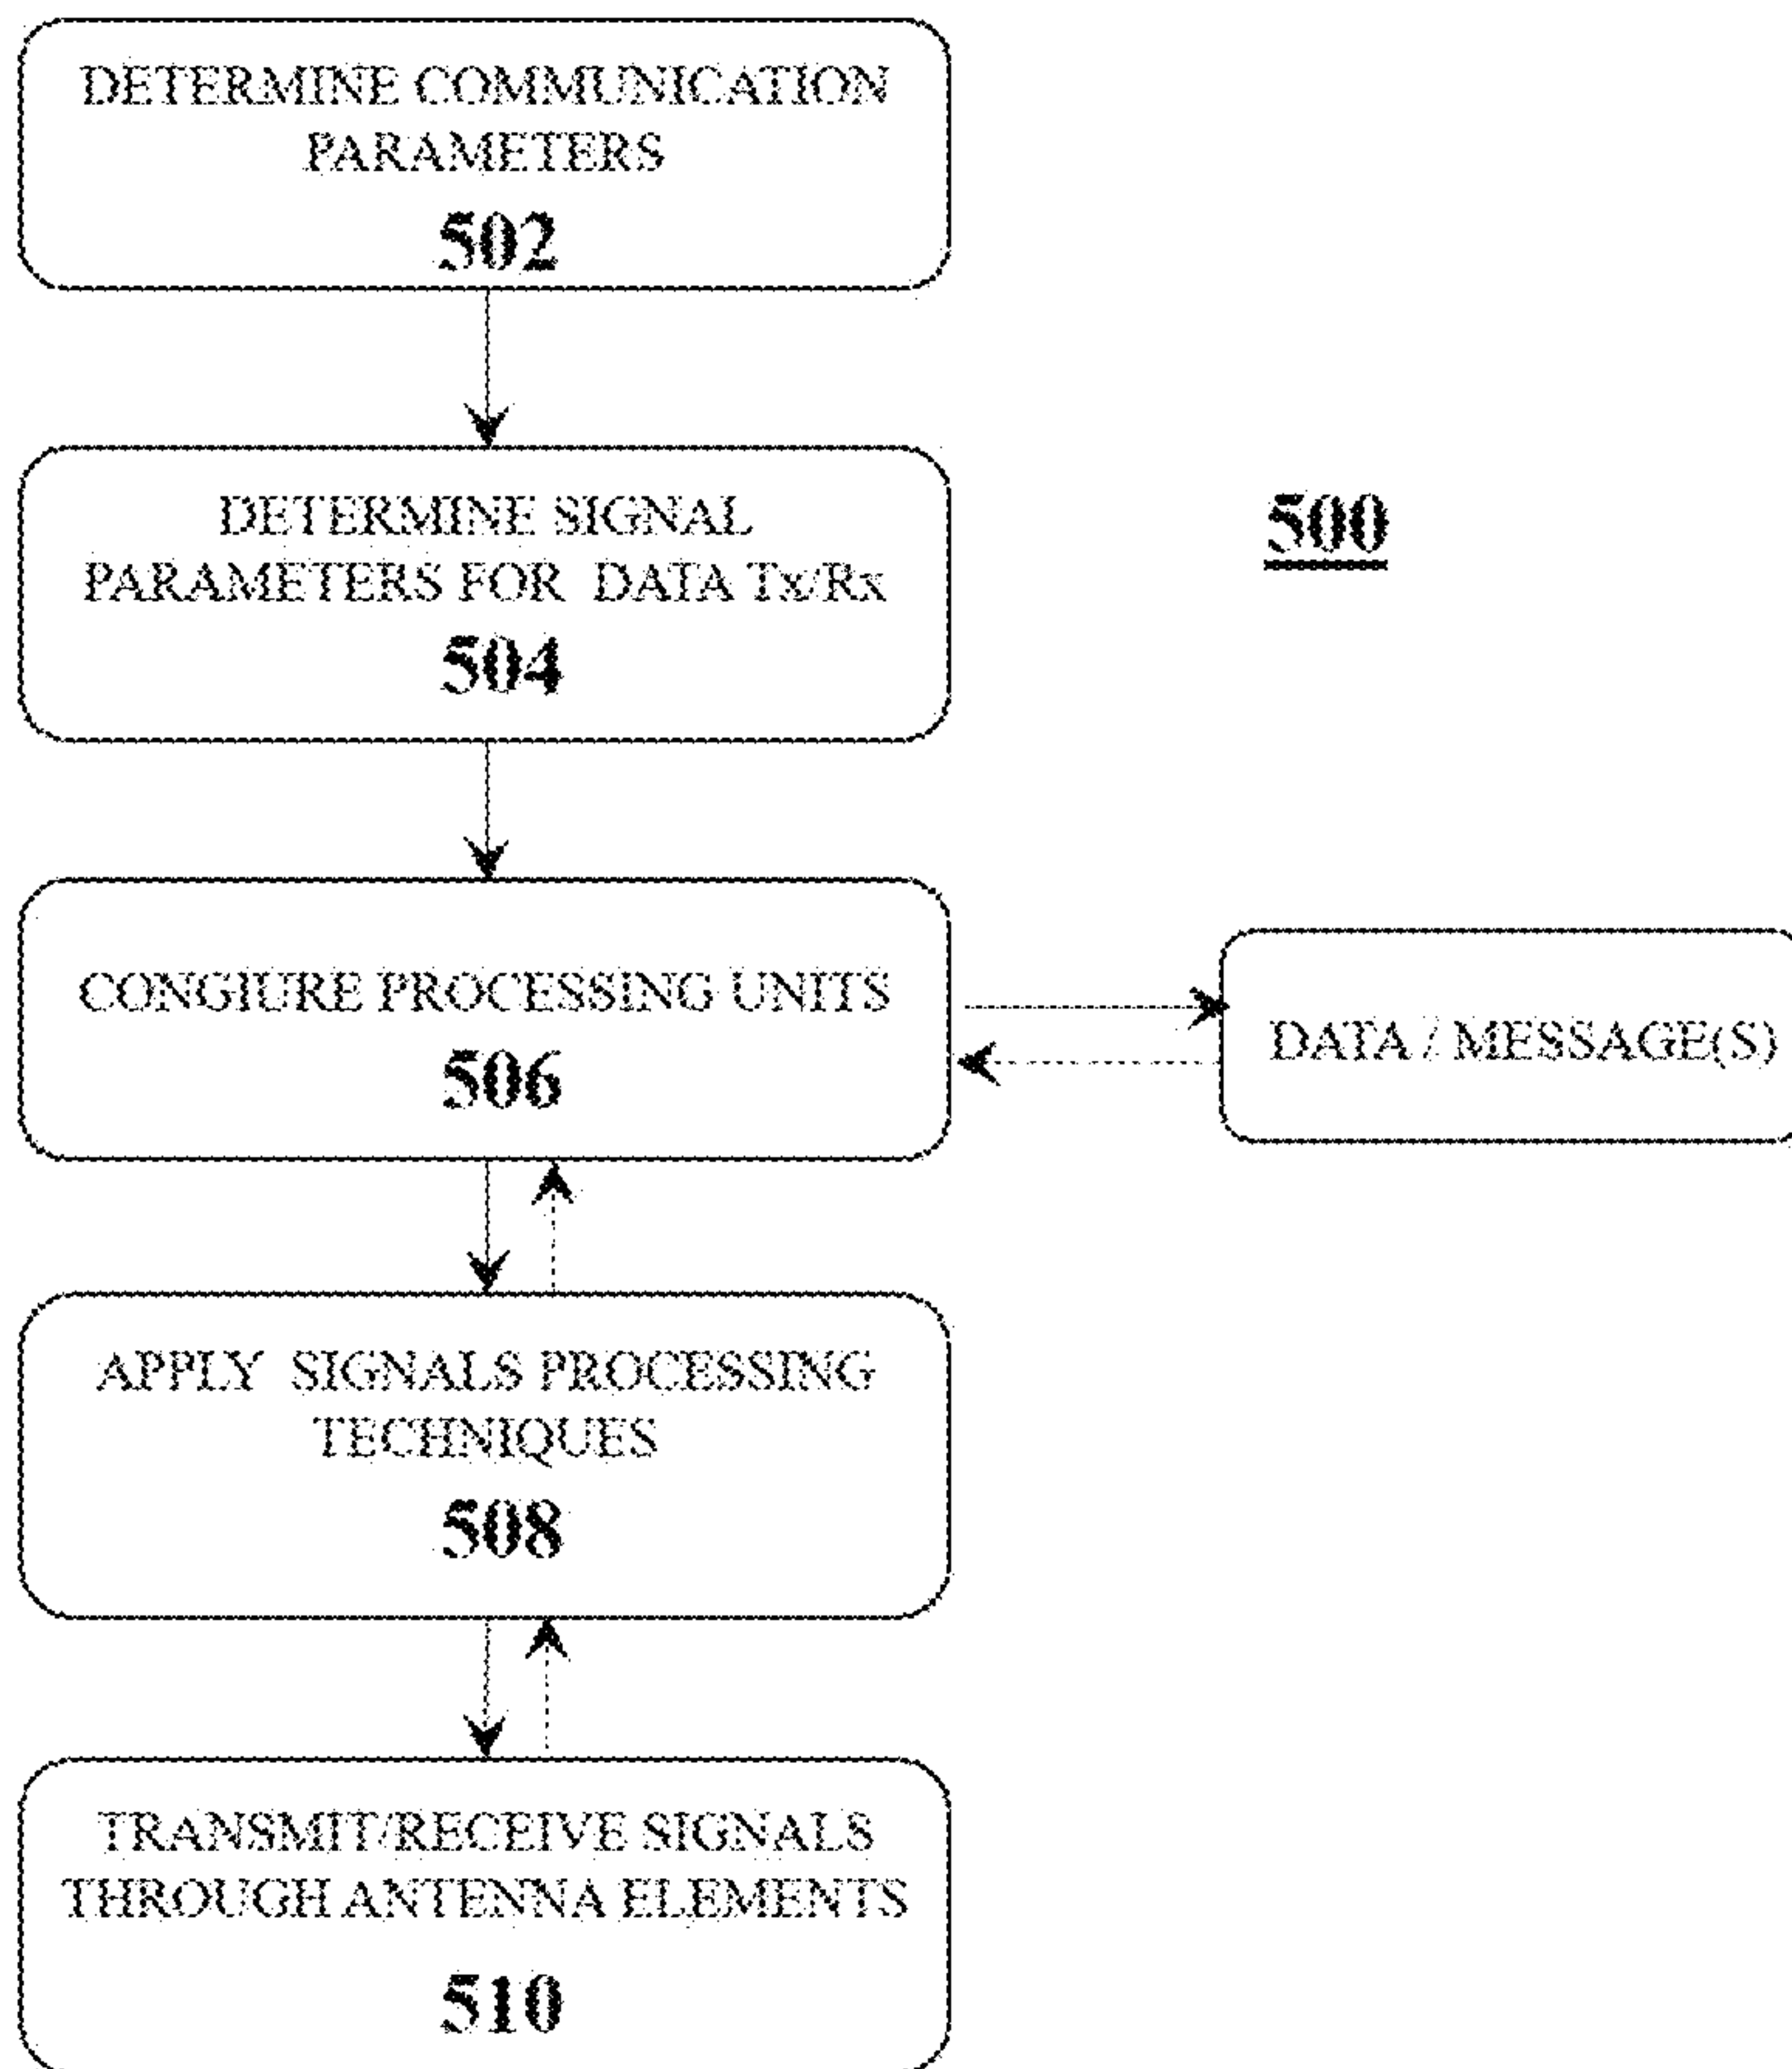 DETERMINE COMMUNICATION
PARAMETERS
502
DETERMINE SIGNAL
PARAMETERS FOR DATA Tx/Rx
504
500
CONGIURE PROCESSING UNITS
506
DATA / MESSAGE(S)
APPLY SIGNALS PROCESSING
TECHNIQUES
508
TRANSMIT/RECEIVE SIGNALS
THROUGH ANTENNA ELEMENTS
510